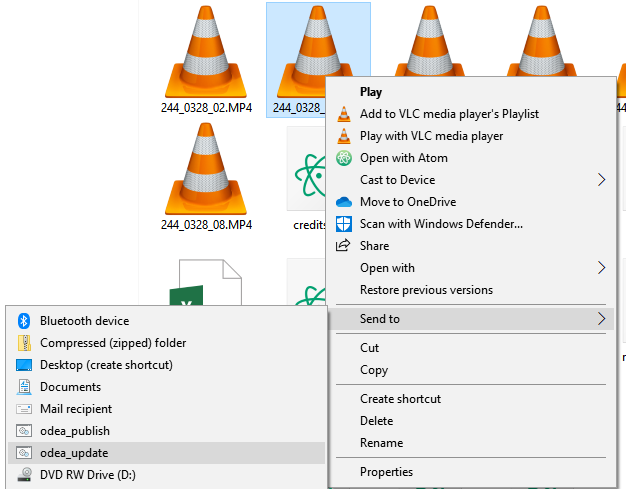 244_0328_02.MP4
244_0328_
244_0328_08.MP4
credits
Play
Add to VLC media player's Playlist
Play with VLC media player
Open with Atom
Cast to Device
Move to OneDrive
Scan with Windows Defender...
Share
Open with
Restore previous versions
Send to
Cut
Copy
Create shortcut
Delete
Rename
Properties
Bluetooth device
Compressed (zipped) folder
Desktop (create shortcut)
Documents
Mail recipient
odea_publish
odea_update
DVD RW Drive (D:)